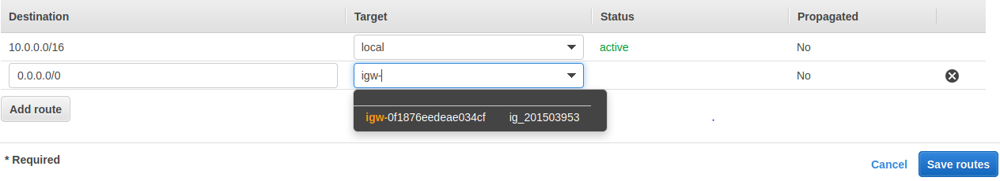 Destination Target Status Propagated
10.0.0.0/16 local active No
0.0.0.0/0 igw- No
igw-0f1876eedeae034cf ig_201503953
Add route
* Required
Cancel Save routes